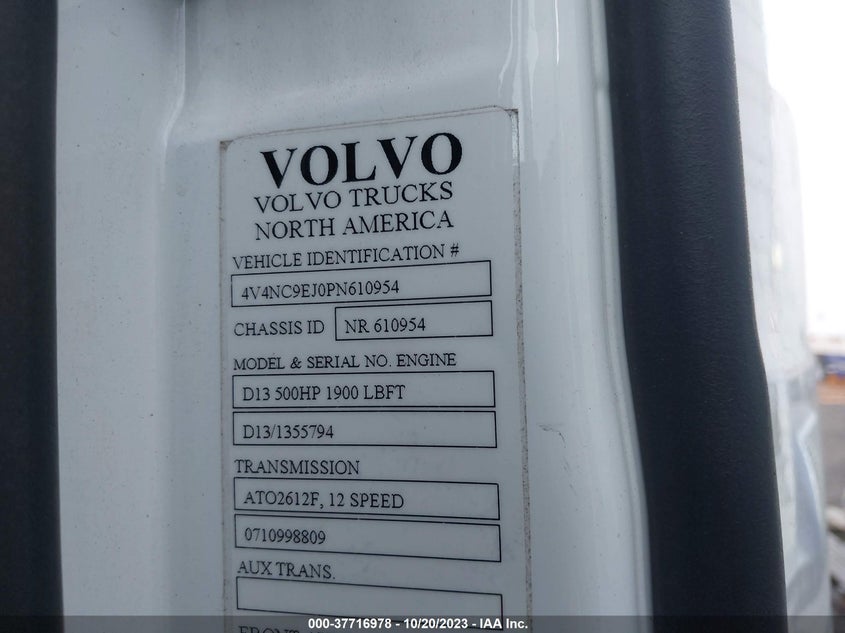 VOLVO
VOLVO TRUCKS
NORTH AMERICA
VEHICLE IDENTIFICATION #
4V4NC9EJ0PN610954
CHASSIS ID NR 610954
MODEL & SERIAL NO. ENGINE
D13 500HP 1900 LBFT
D13/1355794
TRANSMISSION
ATO2612F, 12 SPEED
0710998809
AUX TRANS.
000-37716978 - 10/20/2023 - IAA Inc.